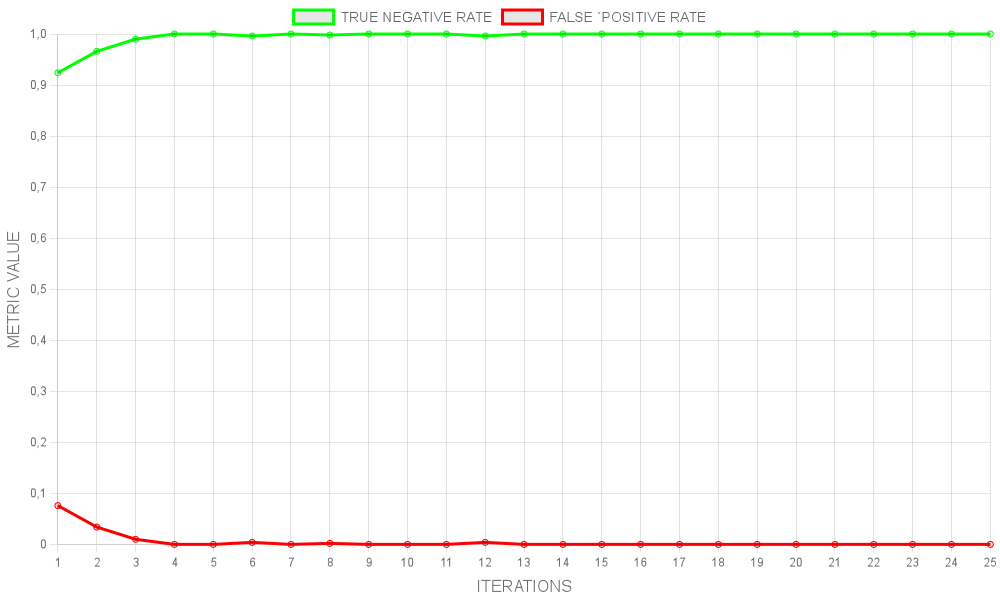 TRUE NEGATIVE RATE FALSE `POSITIVE RATE
1,0
0,9
0,8
0,7
0,6
0,5
0,4
0,3
0,2
0,1
0
METRIC VALUE
1 2 3 4 5 6 7 8 9 10 11 12 13 14 15 16 17 18 19 20 21 22 23 24 25
ITERATIONS